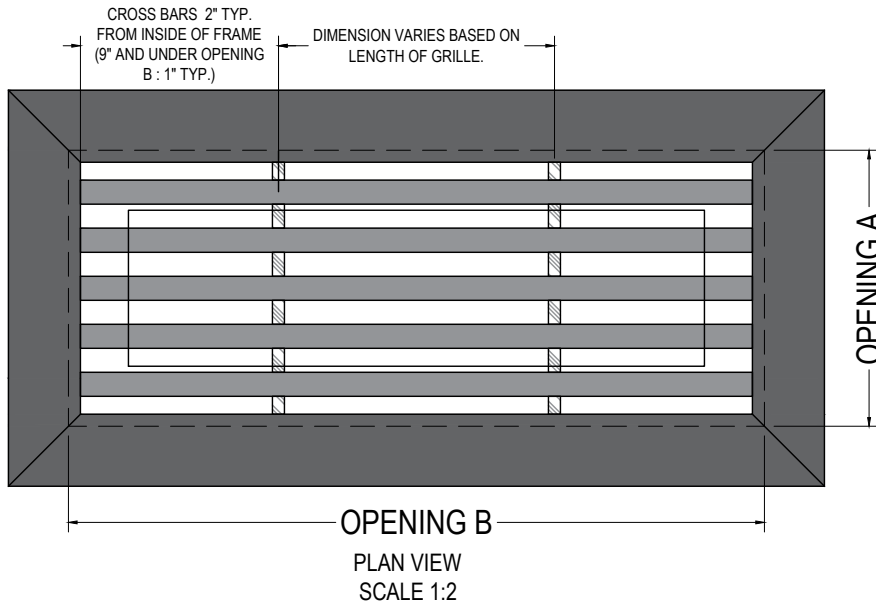 CROSS BARS 2" TYP.
FROM INSIDE OF FRAME
(9" AND UNDER OPENING
B : 1" TYP.)
DIMENSION VARIES BASED ON
LENGTH OF GRILLE.
OPENING A
OPENING B
PLAN VIEW
SCALE 1:2